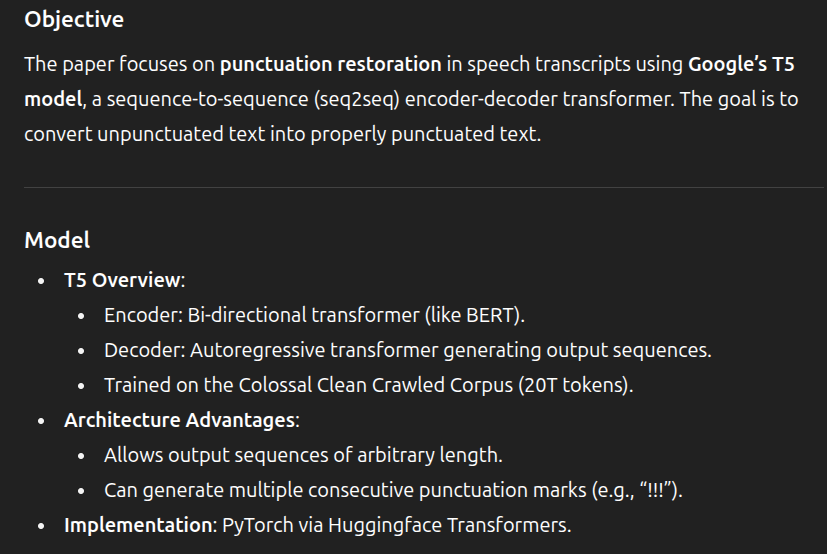 Objective
The paper focuses on punctuation restoration in speech transcripts using Google’s T5
model, a sequence-to-sequence (seq2seq) encoder-decoder transformer. The goal is to
convert unpunctuated text into properly punctuated text.
Model
• T5 Overview:
• Encoder: Bi-directional transformer (like BERT).
• Decoder: Autoregressive transformer generating output sequences.
• Trained on the Colossal Clean Crawled Corpus (20T tokens).
• Architecture Advantages:
• Allows output sequences of arbitrary length.
• Can generate multiple consecutive punctuation marks (e.g., “!!!”).
• Implementation: PyTorch via Huggingface Transformers.